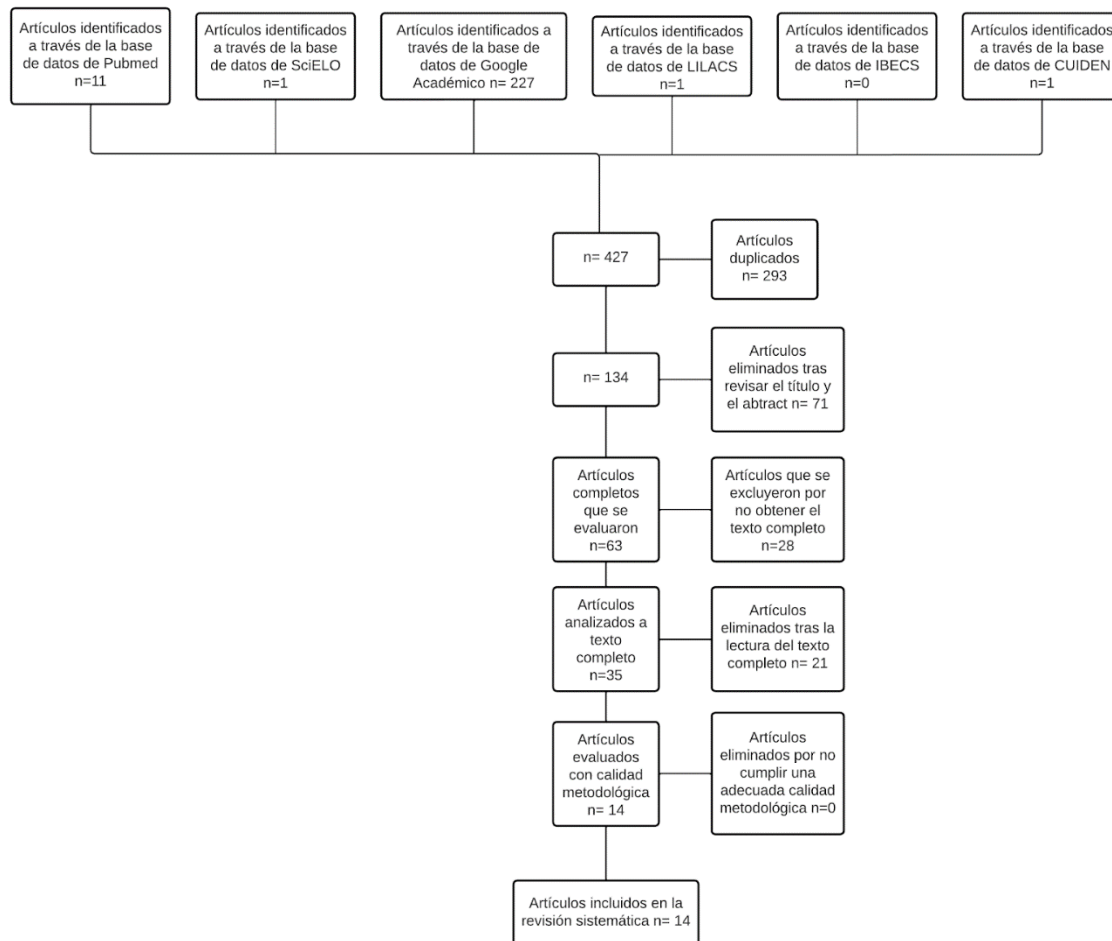 Artículos identificados
a través de la base
de datos de Pubmed
n=11
Artículos identificados
a través de la base
de datos de SciELO
n=1
Artículos identificados a
través de la base de
datos de Google
Académico n= 227
Artículos identificados
a través de la base
de datos de LILACS
n=1
Artículos identificados
a través de la base
de datos de IBECS
n=0
Artículos identificados
a través de la base
de datos de CUIDEN
n=1
n= 427
Artículos
duplicados
n= 293
n= 134
Artículos
eliminados tras
revisar el título y
el abtract n= 71
Artículos
completos
que se
evaluaron
n=63
Artículos que se
excluyeron por
no obtener el
texto completo
n=28
Artículos
analizados a
texto
completo
n=35
Artículos
eliminados tras la
lectura del texto
completo n= 21
Artículos
evaluados
con calidad
metodológica
n= 14
Artículos
eliminados por no
cumplir una
adecuada calidad
metodológica n=0
Artículos incluidos en la
revisión sistemática n= 14